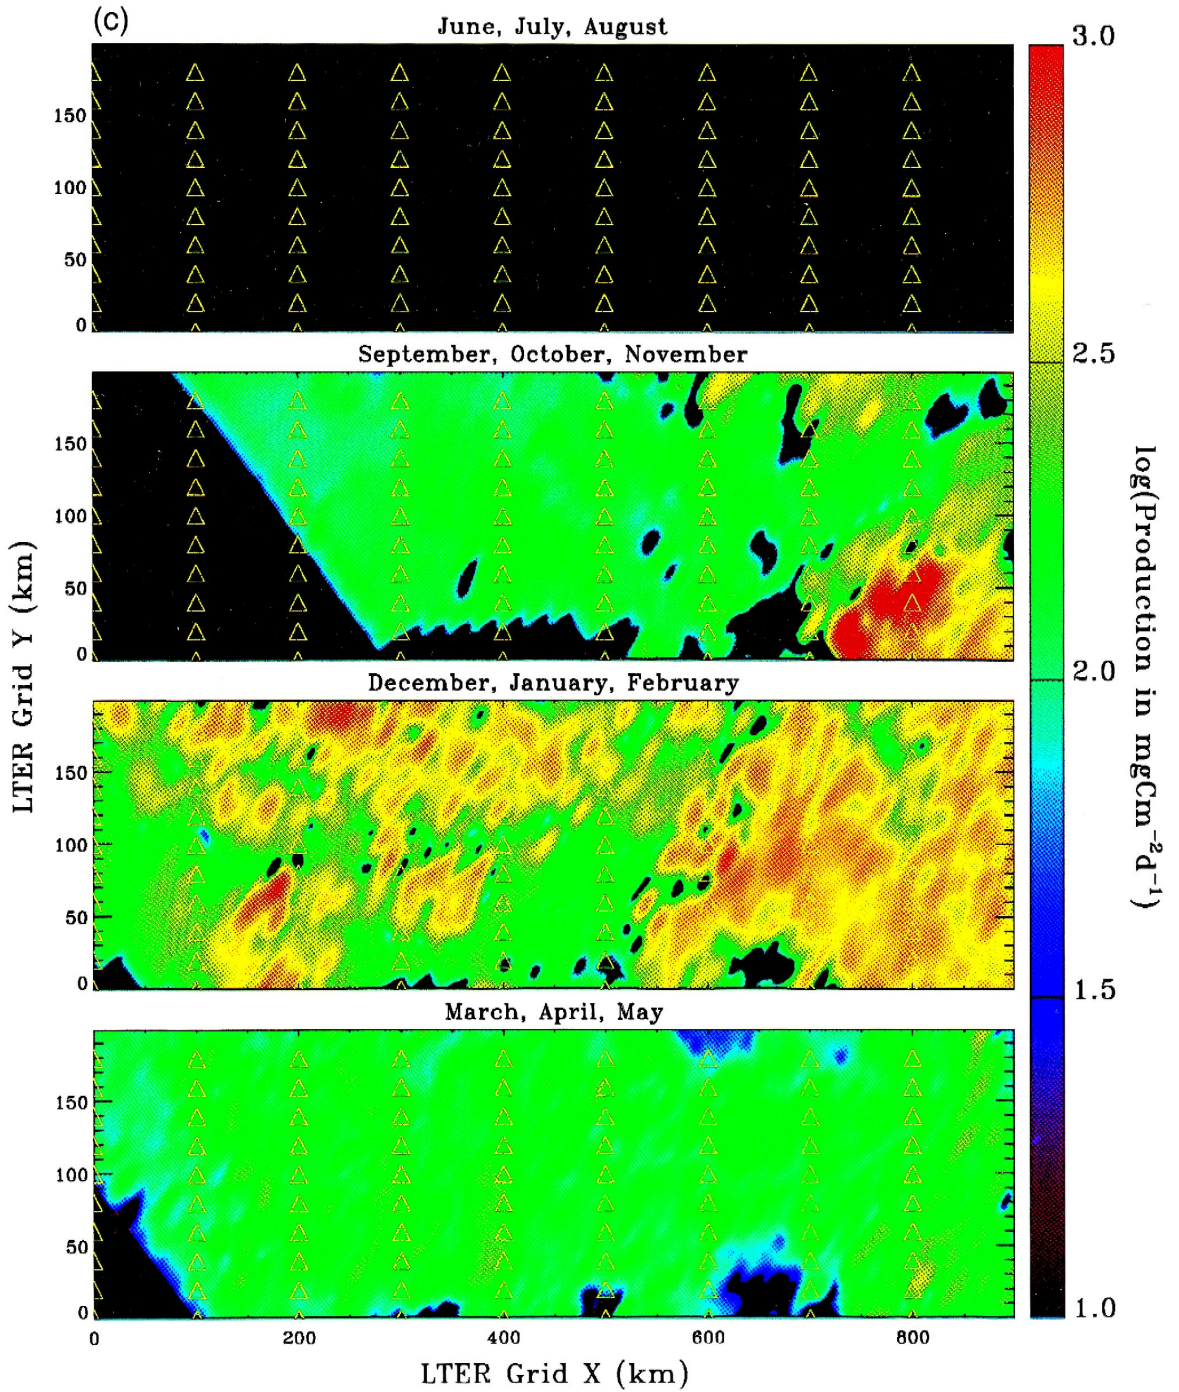 (c)
June, July, August
150
100
50
0
September, October, November
150
100
50
0
December, January, February
150
100
50
0
March, April, May
150
100
50
0
0 200 400 600 800
LTER Grid X (km)
LTER Grid Y (km)
3.0
2.5
2.0
1.5
1.0
log(Production in mgCm⁻²d⁻¹)